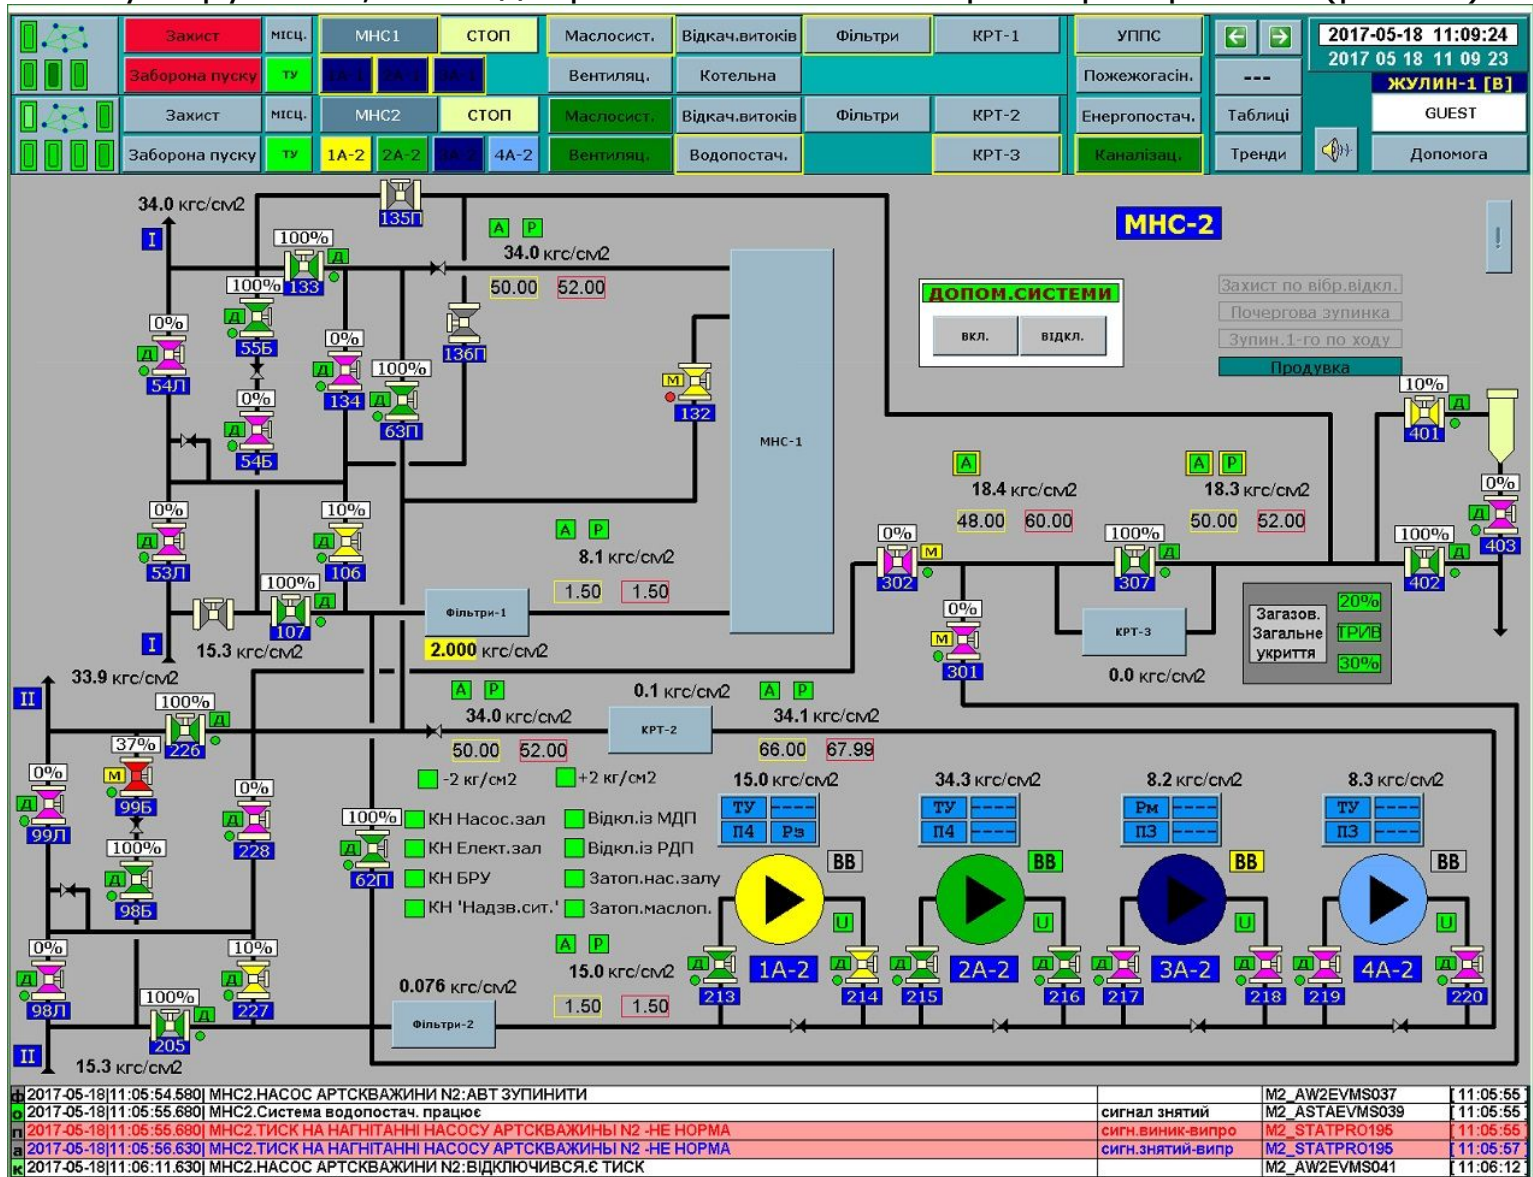 Захист МІСЦ. МНС1 СТОП Маслосист. Відкач.витоків Фільтри КРТ-1 УППС 2017-05-18 11:09:24
2017 05 18 11 09 23
Заборона пуску ТУ 1А-1 2А-1 3А-1 Вентиляц. Котельна Пожежогасін. --- ЖУЛИН-1 [В]
Захист МІСЦ. МНС2 СТОП Маслосист. Відкач.витоків Фільтри КРТ-2 Енергопостач. Таблиці GUEST
Заборона пуску ТУ 1А-2 2А-2 3А-2 4А-2 Вентиляц. Водопостач. КРТ-3 Каналізац. Тренди Допомога
34.0 кгс/см2
135П
І
100%
Д
133
А Р
34.0 кгс/см2
50.00 52.00
МНС-2
!
100%
Д
55Б
136П
ДОПОМ.СИСТЕМИ
ВКЛ. ВІДКЛ.
Захист по вібр.відкл.
Почергова зупинка
Зупин.1-го по ходу
Продувка
0%
Д
54Л
0%
Д
134
100%
Д
63П
М
132
МНС-1
10%
Д
401
0%
Д
54Б
А
18.4 кгс/см2
48.00 60.00
А Р
18.3 кгс/см2
50.00 52.00
0%
Д
403
0%
Д
53Л
10%
Д
106
А Р
8.1 кгс/см2
1.50 1.50
0%
М
302
100%
Д
307
100%
Д
402
100%
Д
107
Фільтри-1
2.000 кгс/см2
І
15.3 кгс/см2
0%
М
301
КРТ-3
0.0 кгс/см2
Загазов.
Загальне
укриття
20%
ТРИВ
30%
33.9 кгс/см2
ІІ
100%
Д
226
А Р
34.0 кгс/см2
50.00 52.00
0.1 кгс/см2
КРТ-2
А Р
34.1 кгс/см2
66.00 67.99
37%
М
99Б
0%
Д
99Л
0%
Д
228
-2 кг/см2 +2 кг/см2
КН Насос.зал Відкл.із МДП
КН Елект.зал Відкл.із РДП
КН БРУ Затоп.нас.залу
КН 'Надзв.сит.' Затоп.маслоп.
100%
Д
62П
100%
Д
98Б
15.0 кгс/см2 34.3 кгс/см2 8.2 кгс/см2 8.3 кгс/см2
ТУ ---- ТУ ---- Рм ---- ТУ ----
П4 Рз П4 ---- П3 ---- П3 ----
ВВ ВВ ВВ ВВ
U U U U
0%
Д
98Л
10%
Д
227
А Р
15.0 кгс/см2
1.50 1.50
Д 1А-2 Д Д 2А-2 Д Д 3А-2 Д Д 4А-2 Д
213 214 215 216 217 218 219 220
100%
Д
205
0.076 кгс/см2
Фільтри-2
ІІ
15.3 кгс/см2
ф 2017-05-18|11:05:54.580| МНС2.НАСОС АРТСКВАЖИНИ N2:АВТ ЗУПИНИТИ M2_AW2EVMS037 [ 11:05:55 ]
о 2017-05-18|11:05:55.680| МНС2.Система водопостач. працює сигнал знятий M2_ASTAEVMS039 [ 11:05:55 ]
п 2017-05-18|11:05:55.680| МНС2.ТИСК НА НАГНІТАННІ НАСОСУ АРТСКВАЖИНЫ N2 -НЕ НОРМА сигн.виник-випро M2_STATPRO195 [ 11:05:55 ]
а 2017-05-18|11:05:56.630| МНС2.ТИСК НА НАГНІТАННІ НАСОСУ АРТСКВАЖИНЫ N2 -НЕ НОРМА сигн.знятий-випр M2_STATPRO195 [ 11:05:57 ]
к 2017-05-18|11:06:11.630| МНС2.НАСОС АРТСКВАЖИНИ N2:ВІДКЛЮЧИВСЯ.Є ТИСК M2_AW2EVMS041 [ 11:06:12 ]